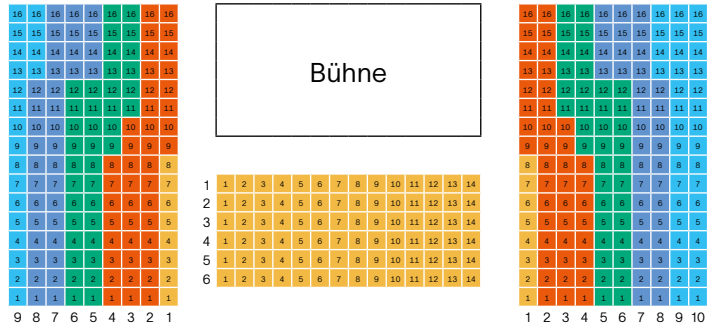 16 16 16 16 16 16 16 16 16 16 16 16 16 16 16 16 16 16 16
15 15 15 15 15 15 15 15 15 15 15 15 15 15 15 15 15 15 15
14 14 14 14 14 14 14 14 14 14 14 14 14 14 14 14 14 14 14
13 13 13 13 13 13 13 13 13 Bühne 13 13 13 13 13 13 13 13 13 13
12 12 12 12 12 12 12 12 12 12 12 12 12 12 12 12 12 12 12
11 11 11 11 11 11 11 11 11 11 11 11 11 11 11 11 11 11 11
10 10 10 10 10 10 10 10 10 10 10 10 10 10 10 10 10 10 10
9 9 9 9 9 9 9 9 9 9 9 9 9 9 9 9 9 9 9
8 8 8 8 8 8 8 8 8 8 8 8 8 8 8 8 8 8 8
7 7 7 7 7 7 7 7 7 1 1 2 3 4 5 6 7 8 9 10 11 12 13 14 7 7 7 7 7 7 7 7 7 7
6 6 6 6 6 6 6 6 6 2 1 2 3 4 5 6 7 8 9 10 11 12 13 14 6 6 6 6 6 6 6 6 6 6
5 5 5 5 5 5 5 5 5 3 1 2 3 4 5 6 7 8 9 10 11 12 13 14 5 5 5 5 5 5 5 5 5 5
4 4 4 4 4 4 4 4 4 4 1 2 3 4 5 6 7 8 9 10 11 12 13 14 4 4 4 4 4 4 4 4 4 4
3 3 3 3 3 3 3 3 3 5 1 2 3 4 5 6 7 8 9 10 11 12 13 14 3 3 3 3 3 3 3 3 3 3
2 2 2 2 2 2 2 2 2 6 1 2 3 4 5 6 7 8 9 10 11 12 13 14 2 2 2 2 2 2 2 2 2 2
1 1 1 1 1 1 1 1 1 1 1 1 1 1 1 1 1 1 1
9 8 7 6 5 4 3 2 1 1 2 3 4 5 6 7 8 9 10